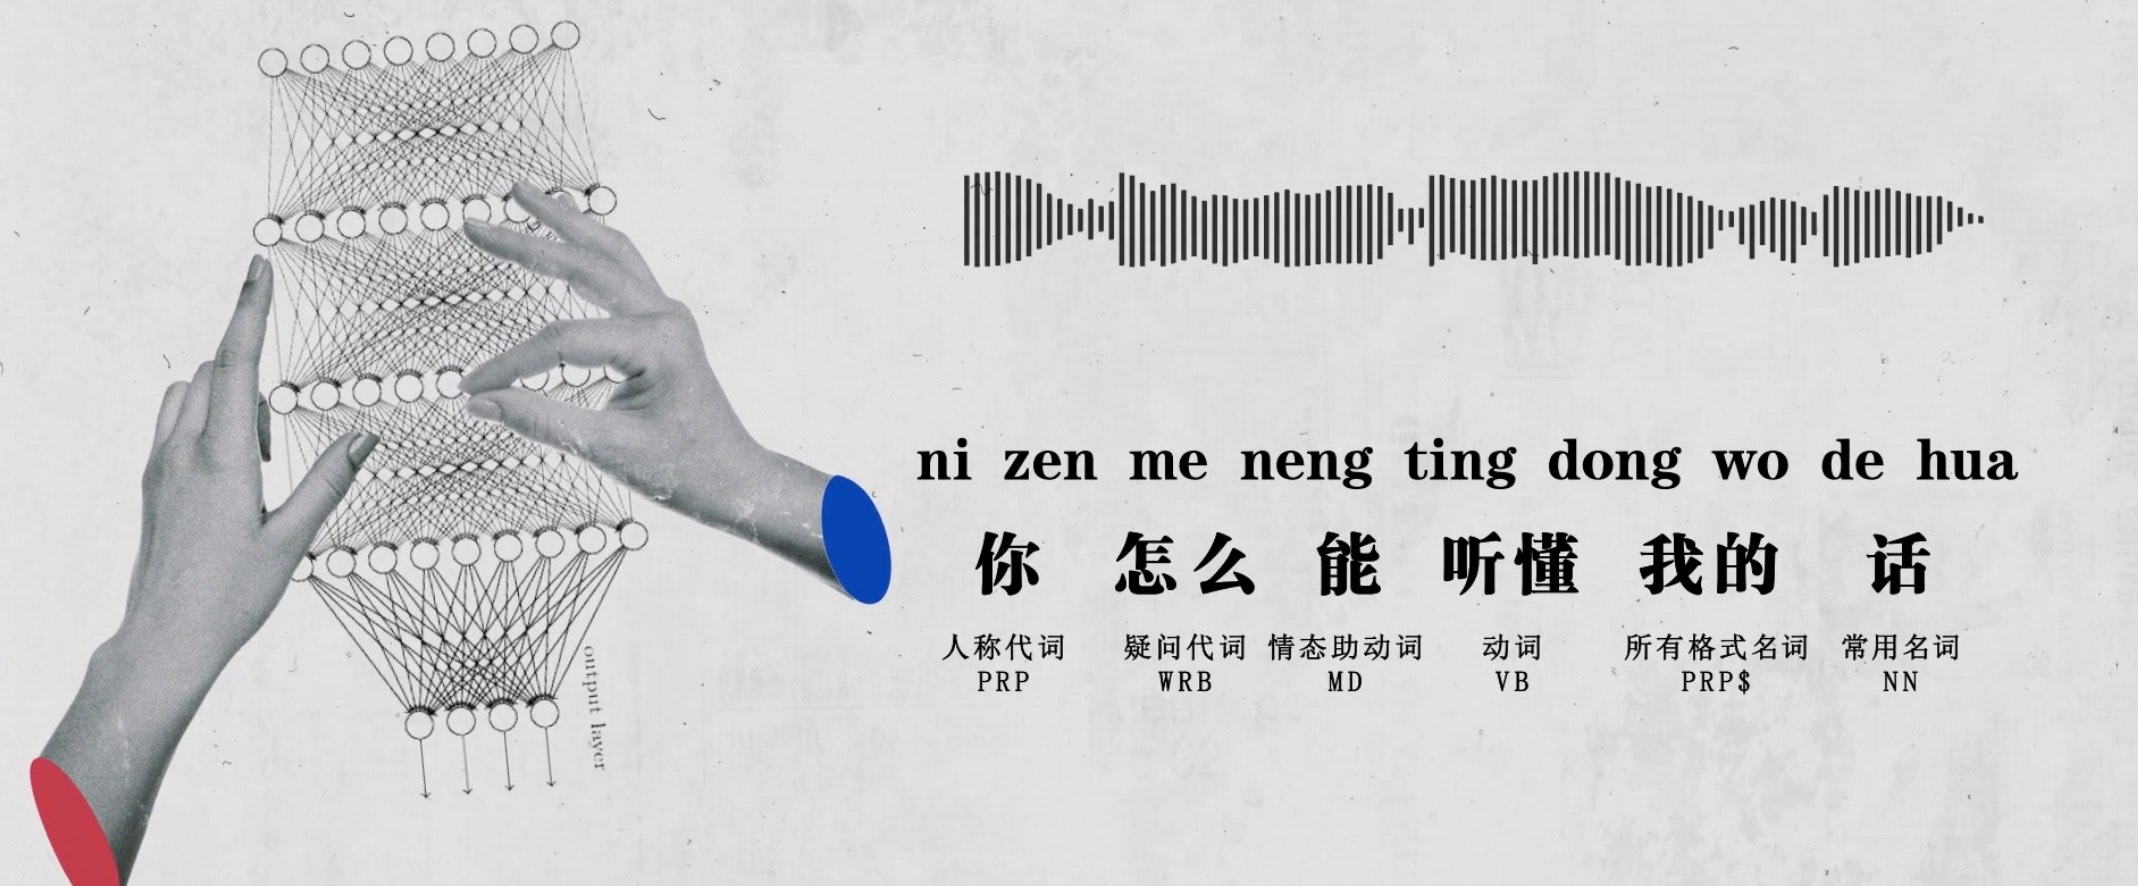 ni zen me neng ting dong wo de hua
你 怎么 能 听懂 我的 话
人称代词 疑问代词 情态助动词 动词 所有格式名词 常用名词
PRP WRB MD VB PRP$ NN
output layer